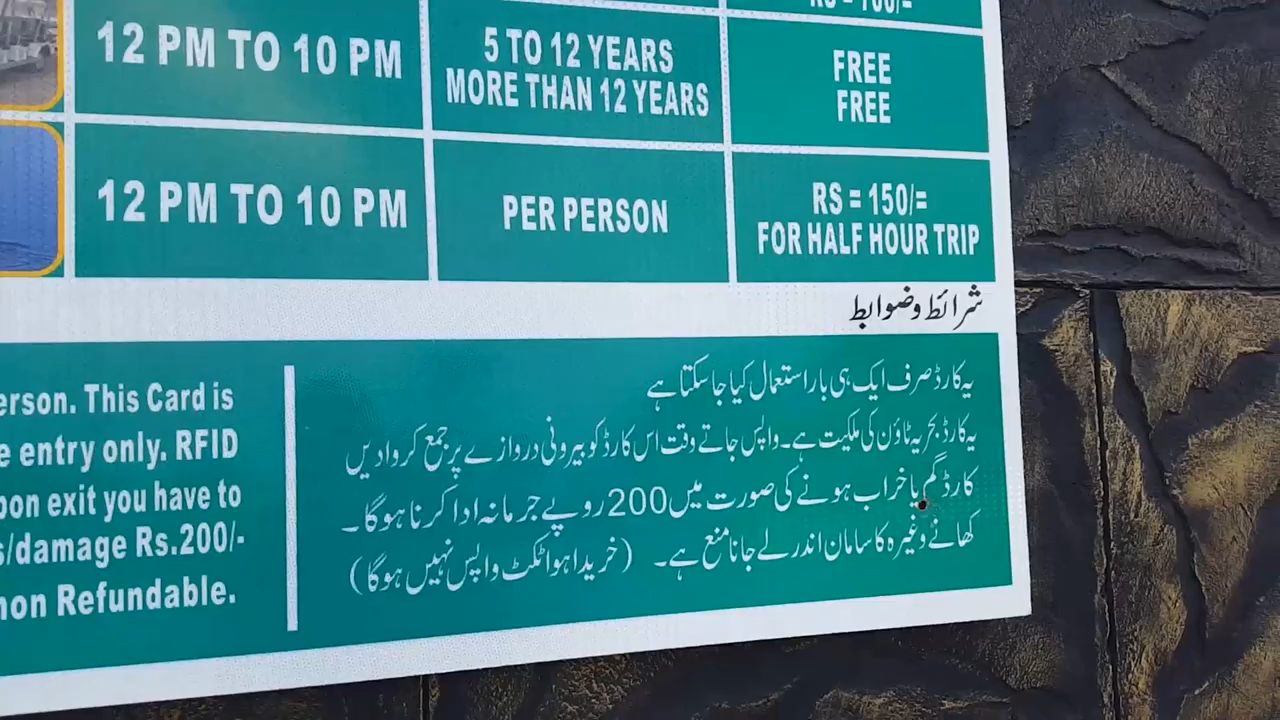 RS = 700/=
12 PM TO 10 PM
5 TO 12 YEARS
MORE THAN 12 YEARS
FREE
FREE
12 PM TO 10 PM
PER PERSON
RS = 150/=
FOR HALF HOUR TRIP
شرائط وضوابط
erson. This Card is
e entry only. RFID
pon exit you have to
s/damage Rs.200/-
non Refundable.
یہ کارڈ صرف ایک ہی بار استعمال کیا جا سکتا ہے
یہ کارڈ بحریہ ٹاؤن کی ملکیت ہے۔ واپس جاتے وقت اس کارڈ کو بیرونی دروازے پر جمع کروا دیں
کارڈ گم یا خراب ہونے کی صورت میں 200 روپے جرمانہ ادا کرنا ہوگا۔
کھانے وغیرہ کا سامان اندر لے جانا منع ہے۔ (خریدا ہوا ٹکٹ واپس نہیں ہوگا)